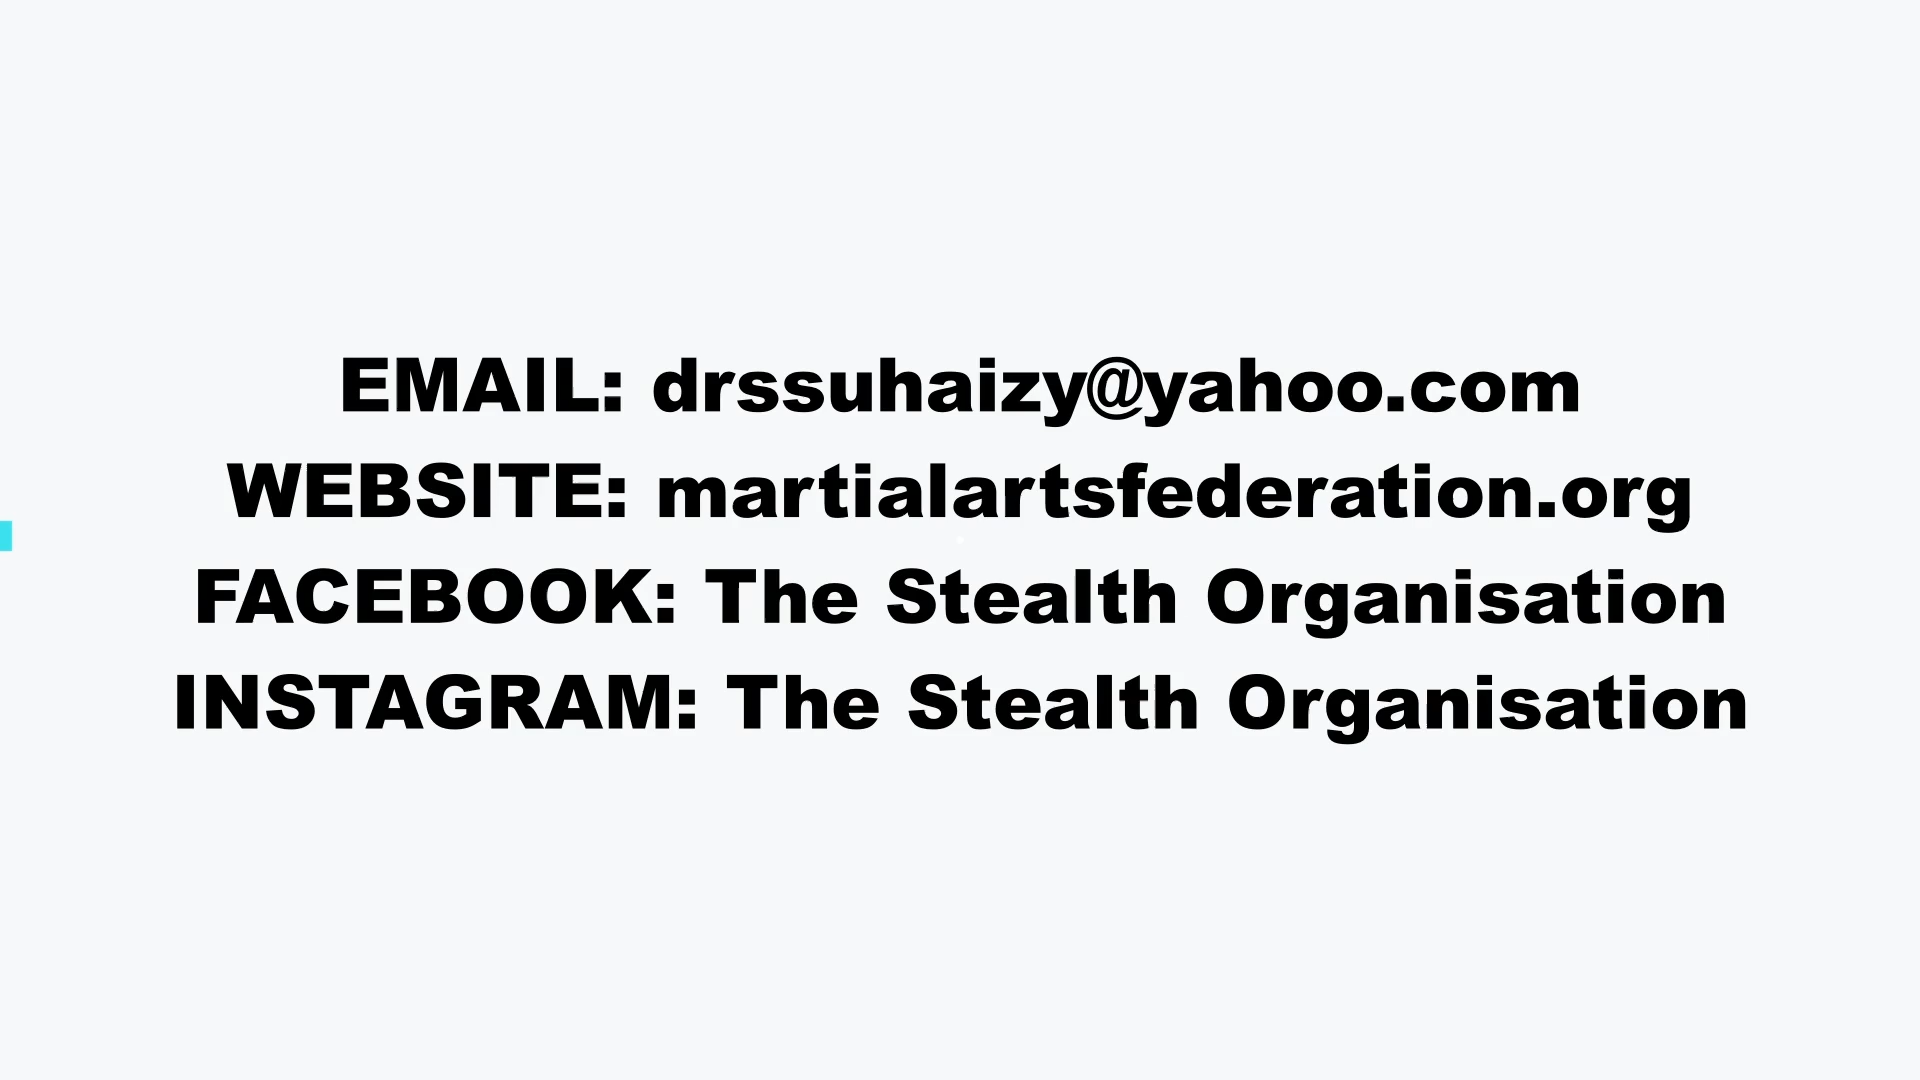 EMAIL: drssuhaizy@yahoo.com
WEBSITE: martialartsfederation.org
FACEBOOK: The Stealth Organisation
INSTAGRAM: The Stealth Organisation